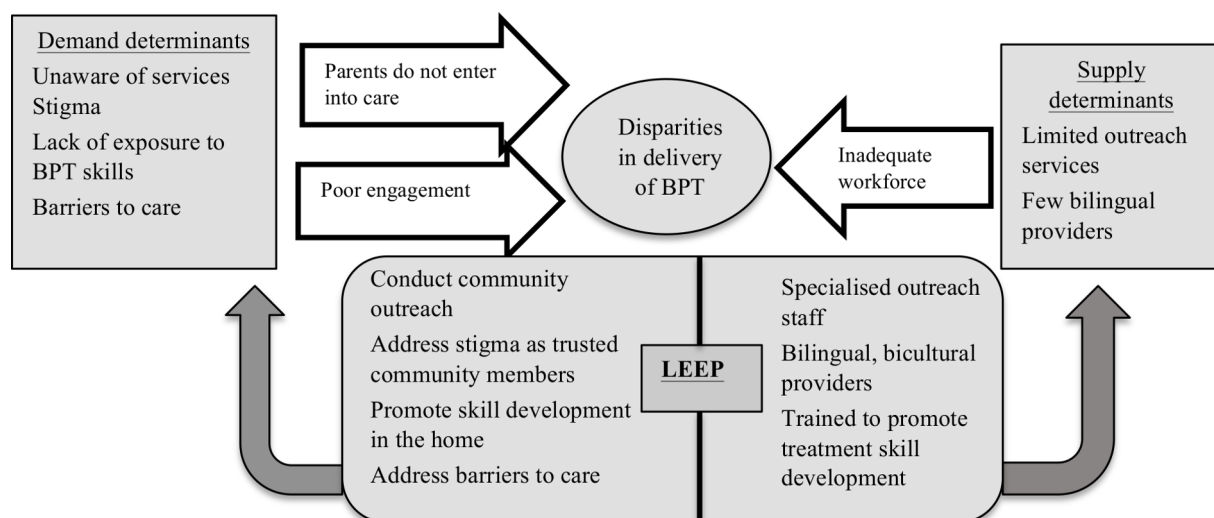 Demand determinants
Unaware of services
Stigma
Lack of exposure to
BPT skills
Barriers to care
Parents do not enter
into care
Poor engagement
Disparities
in delivery
of BPT
Inadequate
workforce
Supply
determinants
Limited outreach
services
Few bilingual
providers
Conduct community
outreach
Address stigma as trusted
community members
Promote skill development
in the home
Address barriers to care
LEEP
Specialised outreach
staff
Bilingual, bicultural
providers
Trained to promote
treatment skill
development